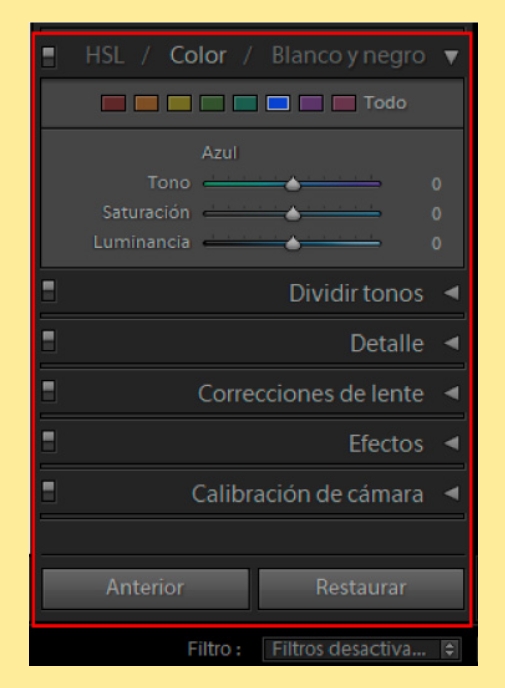 HSL / Color / Blanco y negro
Todo
Azul
Tono 0
Saturación 0
Luminancia 0
Dividir tonos
Detalle
Correcciones de lente
Efectos
Calibración de cámara
Anterior Restaurar
Filtro : Filtros desactiva...